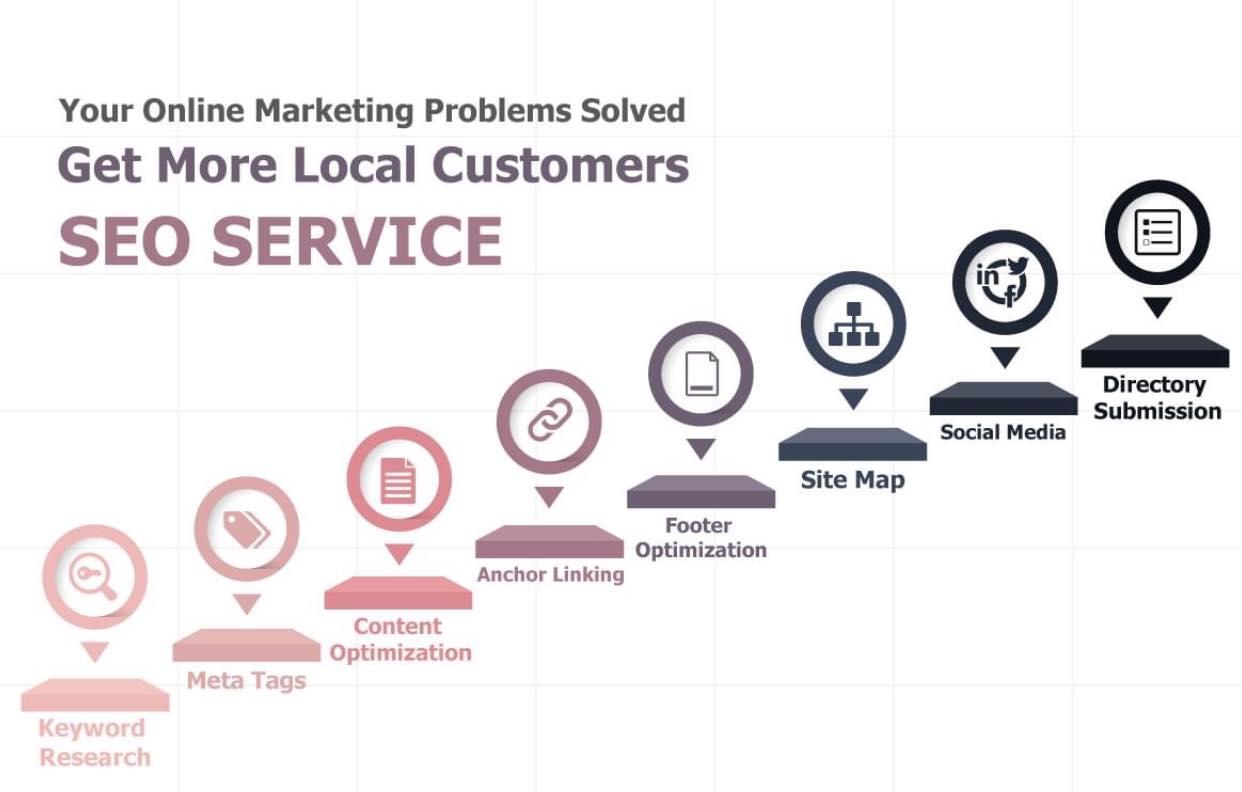 Your Online Marketing Problems Solved
Get More Local Customers
SEO SERVICE
Keyword
Research
Meta Tags
Content
Optimization
Anchor Linking
Footer
Optimization
Site Map
in
f
Social Media
Directory
Submission